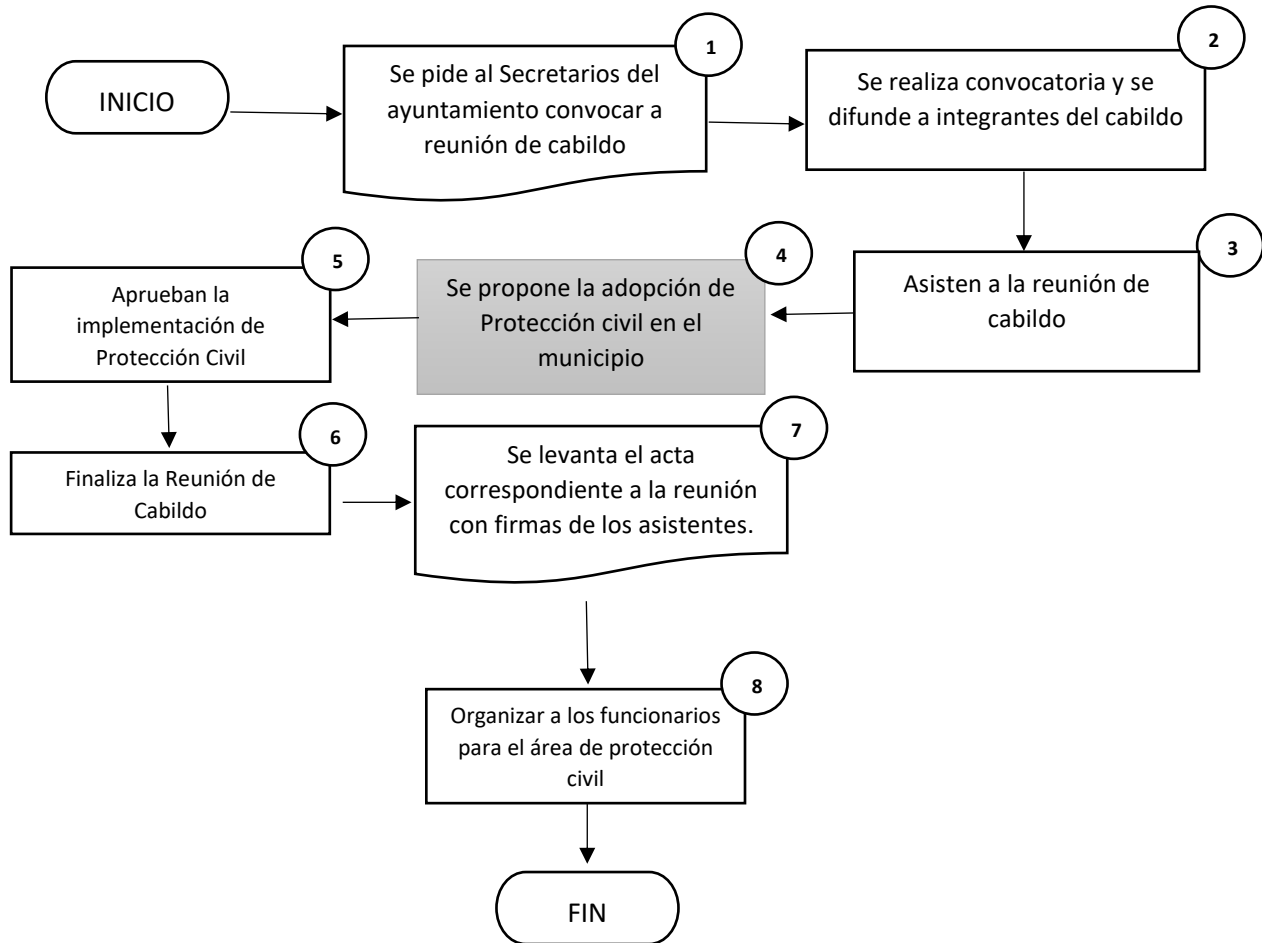 INICIO
1
Se pide al Secretarios del
ayuntamiento convocar a
reunión de cabildo
2
Se realiza convocatoria y se
difunde a integrantes del cabildo
3
Asisten a la reunión de
cabildo
4
Se propone la adopción de
Protección civil en el
municipio
5
Aprueban la
implementación de
Protección Civil
6
Finaliza la Reunión de
Cabildo
7
Se levanta el acta
correspondiente a la reunión
con firmas de los asistentes.
8
Organizar a los funcionarios
para el área de protección
civil
FIN